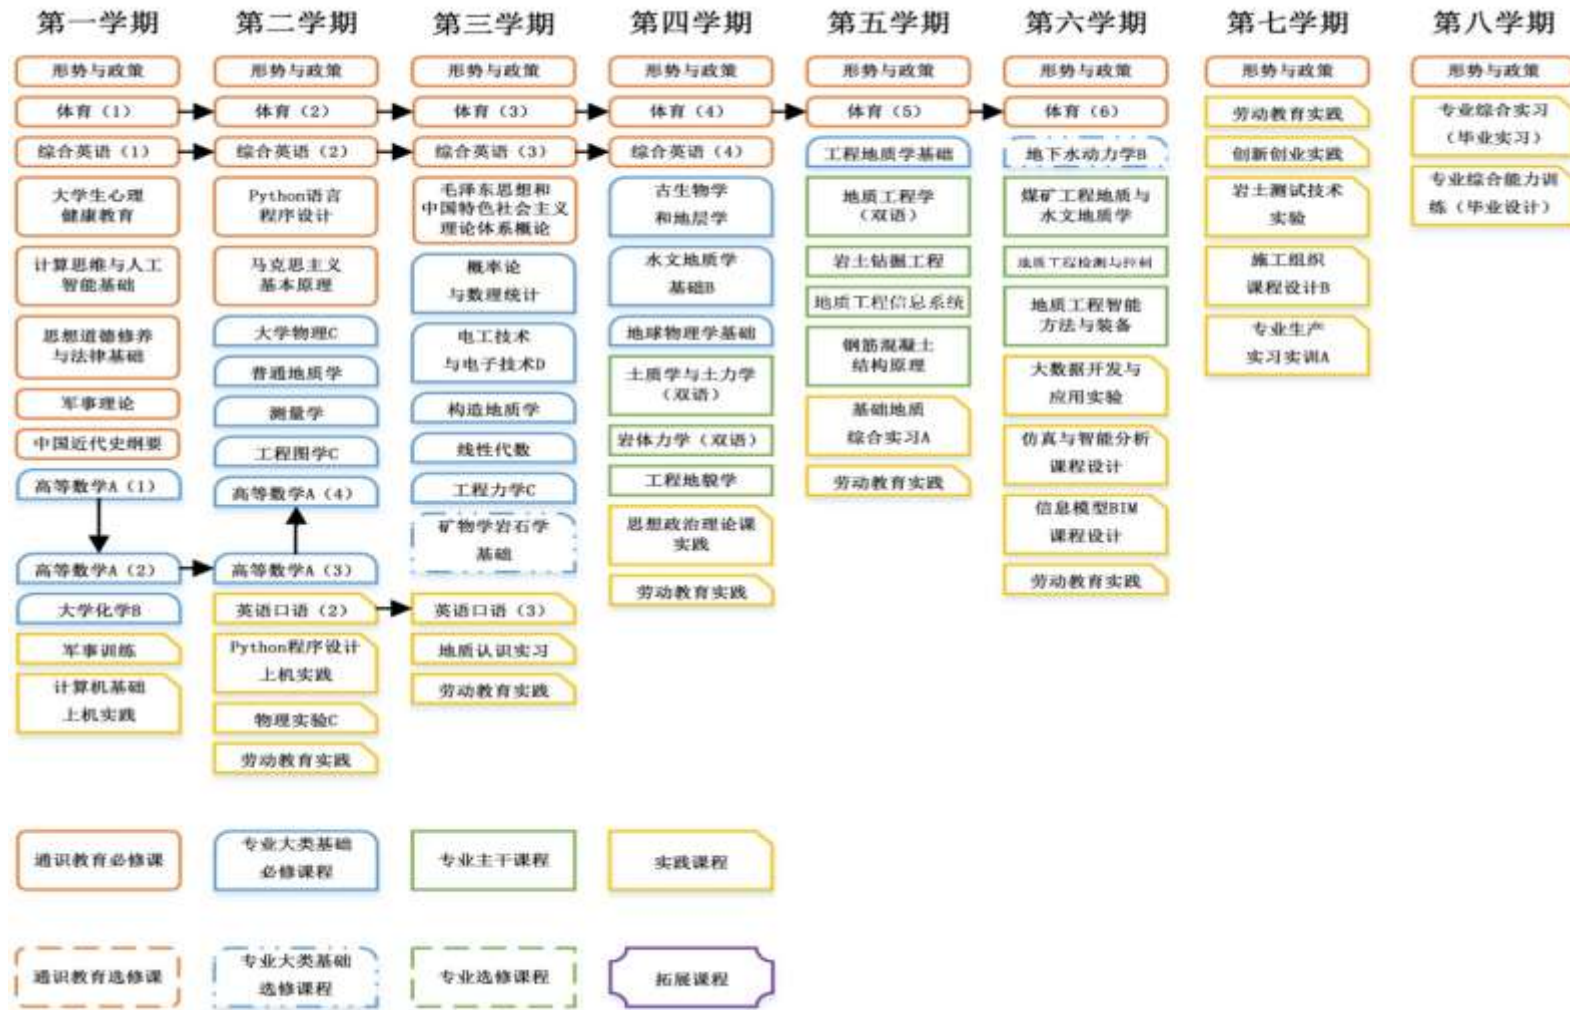 第一学期
形势与政策
体育（1）
综合英语（1）
大学生心理
健康教育
计算思维与人工
智能基础
思想道德修养
与法律基础
军事理论
中国近代史纲要
高等数学A（1）
高等数学A（2）
大学化学B
军事训练
计算机基础
上机实践
第二学期
形势与政策
体育（2）
综合英语（2）
Python语言
程序设计
马克思主义
基本原理
大学物理C
普通地质学
测量学
工程图学C
高等数学A（4）
高等数学A（3）
英语口语（2）
Python程序设计
上机实践
物理实验C
劳动教育实践
第三学期
形势与政策
体育（3）
综合英语（3）
毛泽东思想和
中国特色社会主义
理论体系概论
概率论
与数理统计
电工技术
与电子技术D
构造地质学
线性代数
工程力学C
矿物学岩石学
基础
英语口语（3）
地质认识实习
劳动教育实践
第四学期
形势与政策
体育（4）
综合英语（4）
古生物学
和地层学
水文地质学
基础B
地球物理学基础
土质学与土力学
（双语）
岩体力学（双语）
工程地貌学
思想政治理论课
实践
劳动教育实践
第五学期
形势与政策
体育（5）
工程地质学基础
地质工程学
（双语）
岩土钻掘工程
地质工程信息系统
钢筋混凝土
结构原理
基础地质
综合实习A
劳动教育实践
第六学期
形势与政策
体育（6）
地下水动力学B
煤矿工程地质与
水文地质学
地质工程检测与控制
地质工程智能
方法与装备
大数据开发与
应用实验
仿真与智能分析
课程设计
信息模型BIM
课程设计
劳动教育实践
第七学期
形势与政策
劳动教育实践
创新创业实践
岩土测试技术
实验
施工组织
课程设计B
专业生产
实习实训A
第八学期
形势与政策
专业综合实习
（毕业实习）
专业综合能力训
练（毕业设计）
通识教育必修课
专业大类基础
必修课程
专业主干课程
实践课程
通识教育选修课
专业大类基础
选修课程
专业选修课程
拓展课程